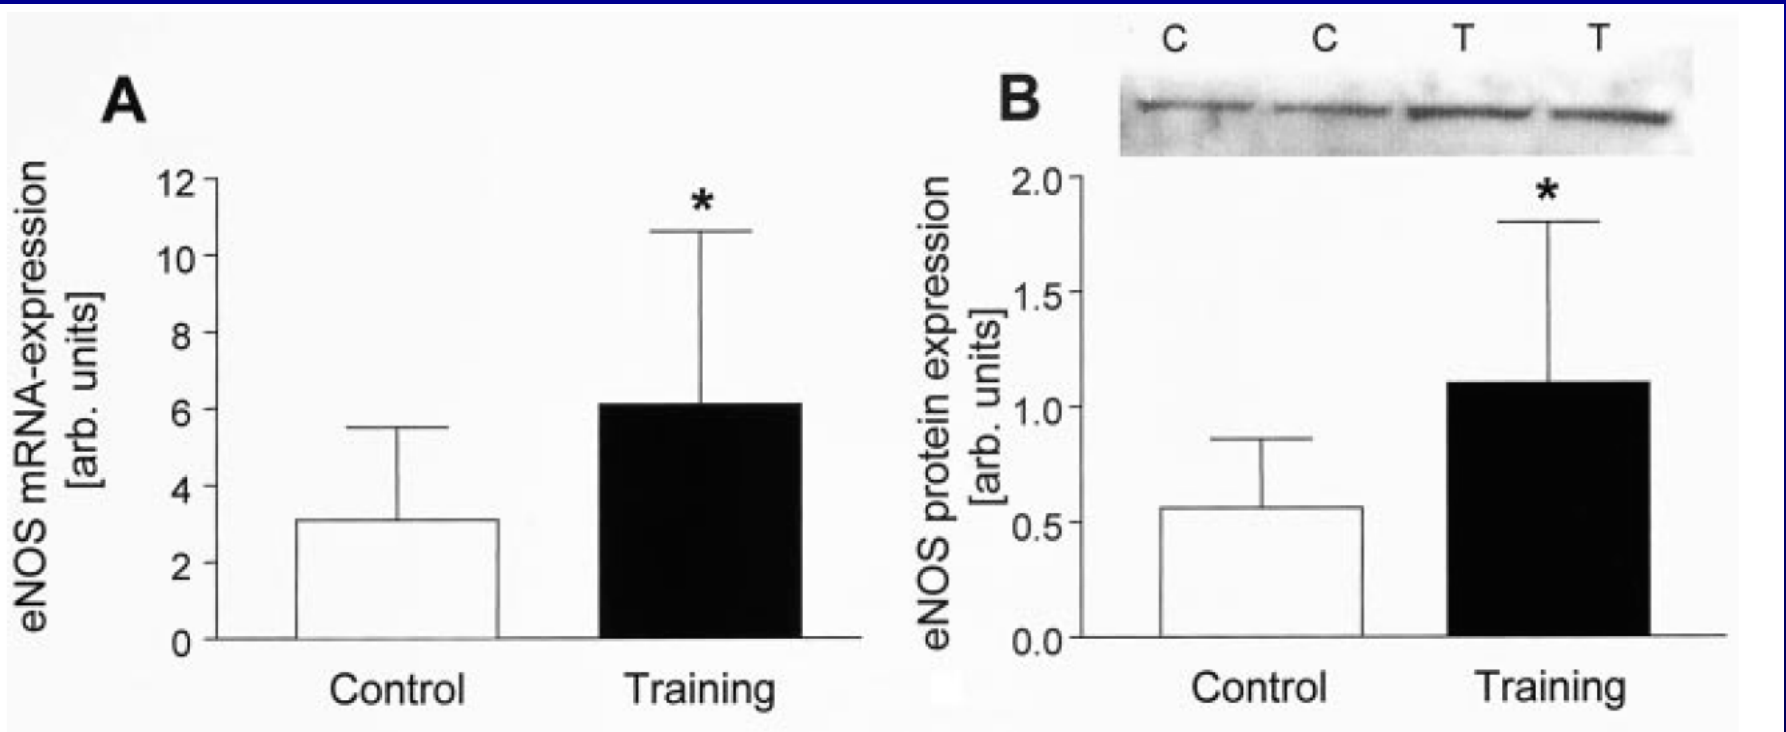 A
eNOS mRNA-expression
[arb. units]
12
10
8
6
4
2
0
*
Control Training
B
C C T T
eNOS protein expression
[arb. units]
2.0
1.5
1.0
0.5
0.0
*
Control Training